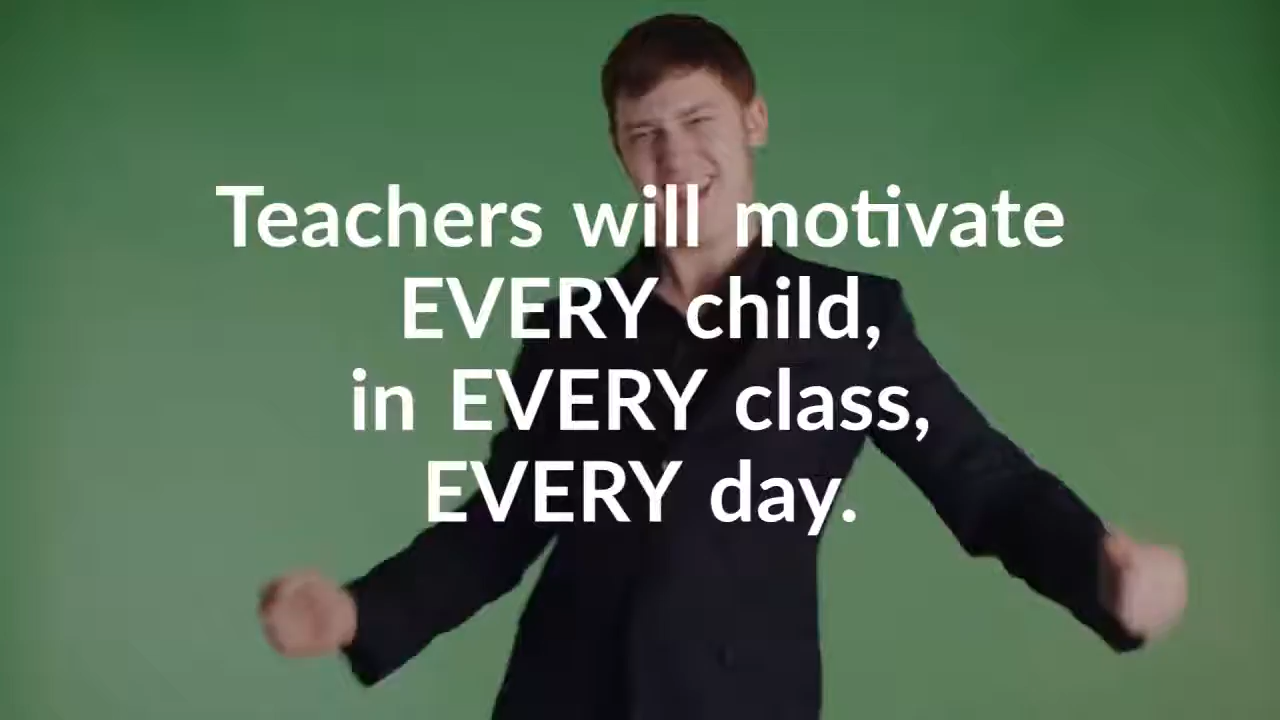 Teachers will motivate
EVERY child,
in EVERY class,
EVERY day.